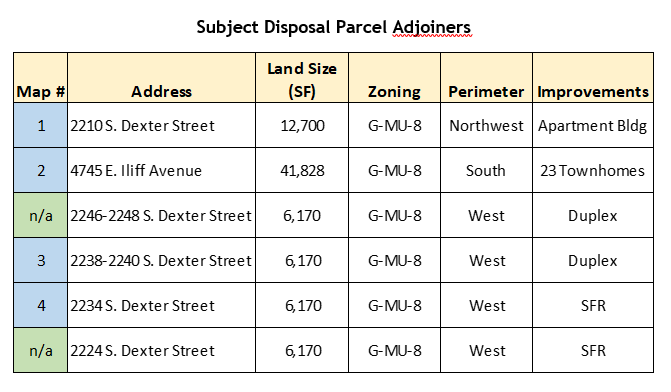 Subject Disposal Parcel Adjoiners
Map # Address Land Size (SF) Zoning Perimeter Improvements
1 2210 S. Dexter Street 12,700 G-MU-8 Northwest Apartment Bldg
2 4745 E. Iliff Avenue 41,828 G-MU-8 South 23 Townhomes
n/a 2246-2248 S. Dexter Street 6,170 G-MU-8 West Duplex
3 2238-2240 S. Dexter Street 6,170 G-MU-8 West Duplex
4 2234 S. Dexter Street 6,170 G-MU-8 West SFR
n/a 2224 S. Dexter Street 6,170 G-MU-8 West SFR